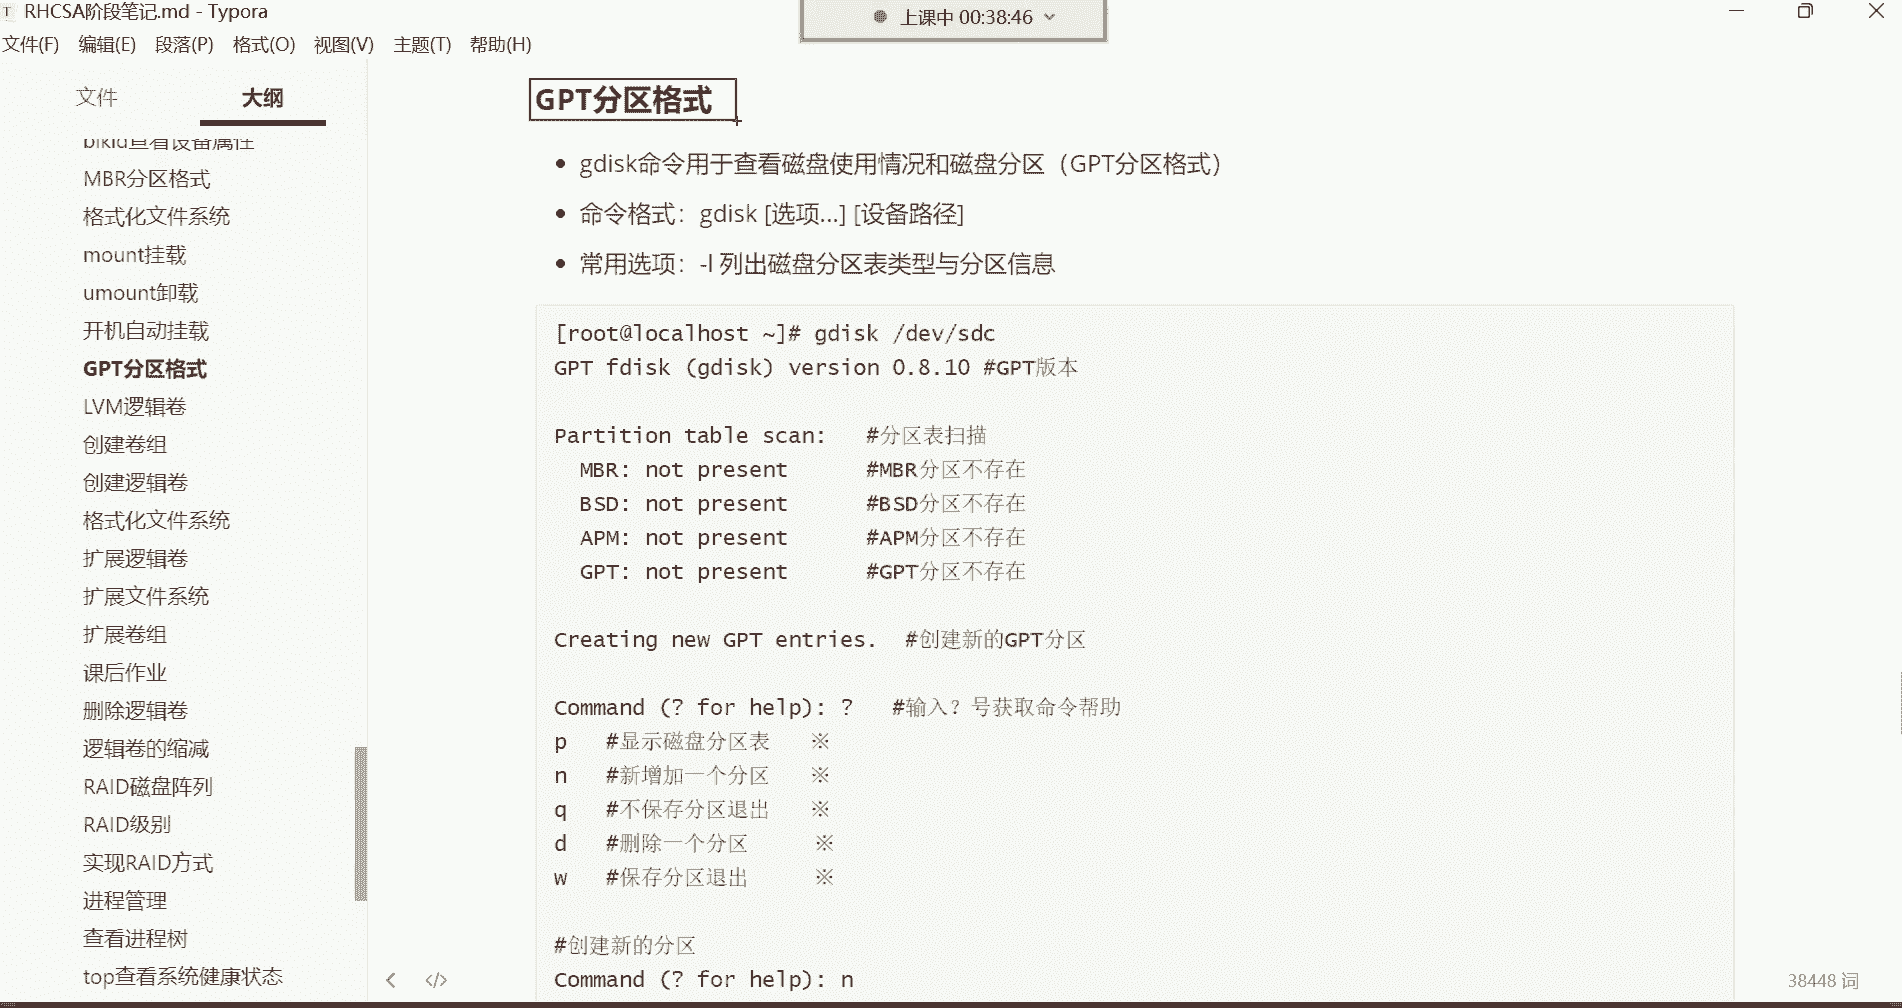 RHCSA阶段笔记.md - Typora
上课中 00:38:46
文件(F) 编辑(E) 段落(P) 格式(O) 视图(V) 主题(T) 帮助(H)
文件 大纲
blkid查看设备属性
MBR分区格式
格式化文件系统
mount挂载
umount卸载
开机自动挂载
GPT分区格式
LVM逻辑卷
创建卷组
创建逻辑卷
格式化文件系统
扩展逻辑卷
扩展文件系统
扩展卷组
课后作业
删除逻辑卷
逻辑卷的缩减
RAID磁盘阵列
RAID级别
实现RAID方式
进程管理
查看进程树
top查看系统健康状态
GPT分区格式
gdisk命令用于查看磁盘使用情况和磁盘分区（GPT分区格式）
命令格式：gdisk [选项...] [设备路径]
常用选项：-l 列出磁盘分区表类型与分区信息
[root@localhost ~]# gdisk /dev/sdc
GPT fdisk (gdisk) version 0.8.10 #GPT版本
Partition table scan: #分区表扫描
MBR: not present #MBR分区不存在
BSD: not present #BSD分区不存在
APM: not present #APM分区不存在
GPT: not present #GPT分区不存在
Creating new GPT entries. #创建新的GPT分区
Command (? for help): ? #输入？号获取命令帮助
p #显示磁盘分区表 ※
n #新增加一个分区 ※
q #不保存分区退出 ※
d #删除一个分区 ※
w #保存分区退出 ※
#创建新的分区
Command (? for help): n
38448 词